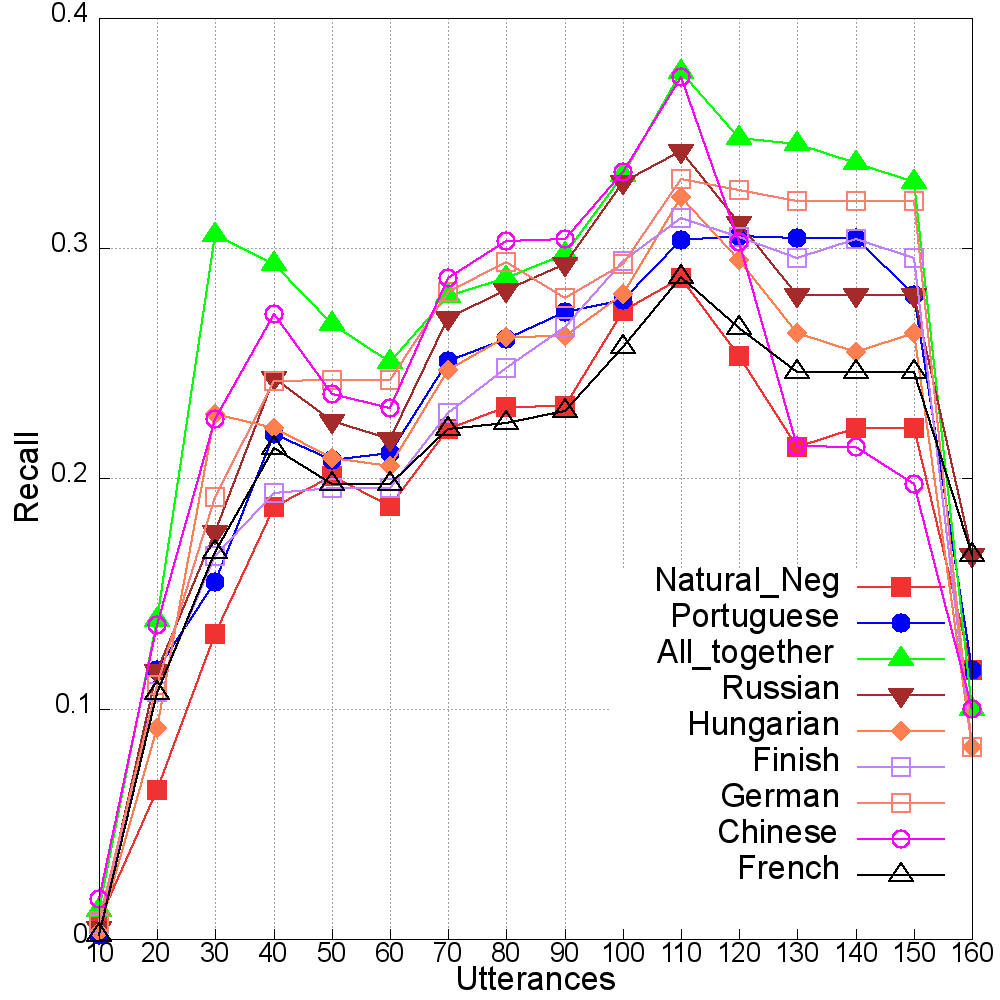 0.4
0.3
0.2
0.1
0
Recall
Natural_Neg
Portuguese
All_together
Russian
Hungarian
Finish
German
Chinese
French
10 20 30 40 50 60 70 80 90 100 110 120 130 140 150 160
Utterances